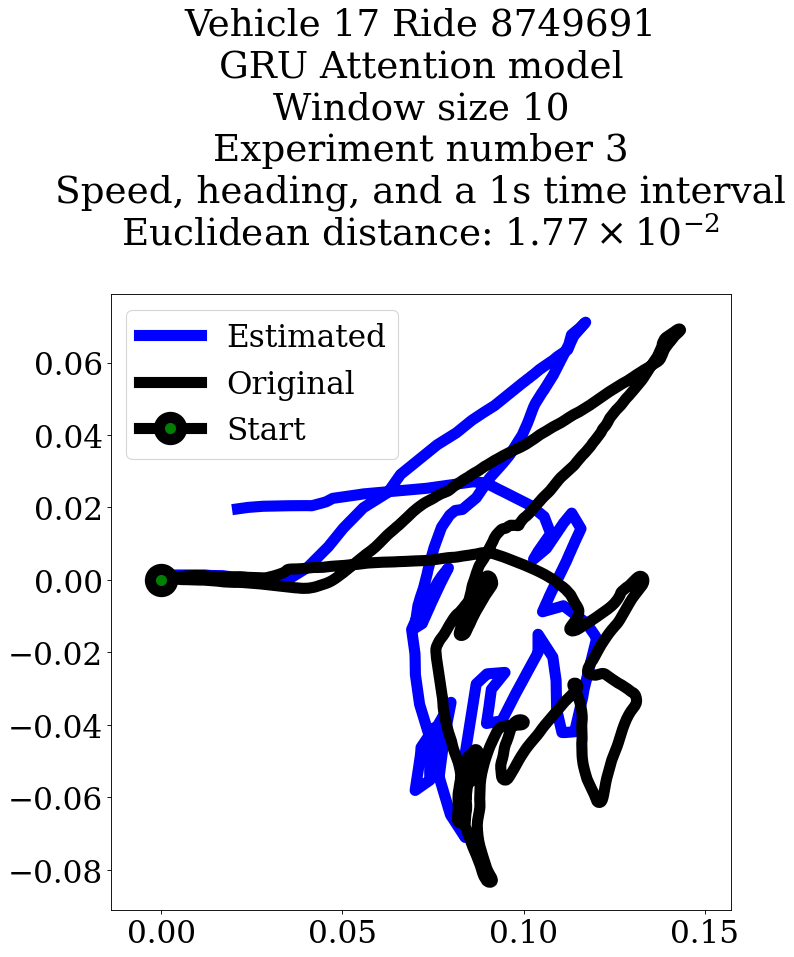 Vehicle 17 Ride 8749691
GRU Attention model
Window size 10
Experiment number 3
Speed, heading, and a 1s time interval
Euclidean distance: 1.77 × 10⁻²
Estimated
Original
Start
0.06
0.04
0.02
0.00
−0.02
−0.04
−0.06
−0.08
0.00 0.05 0.10 0.15